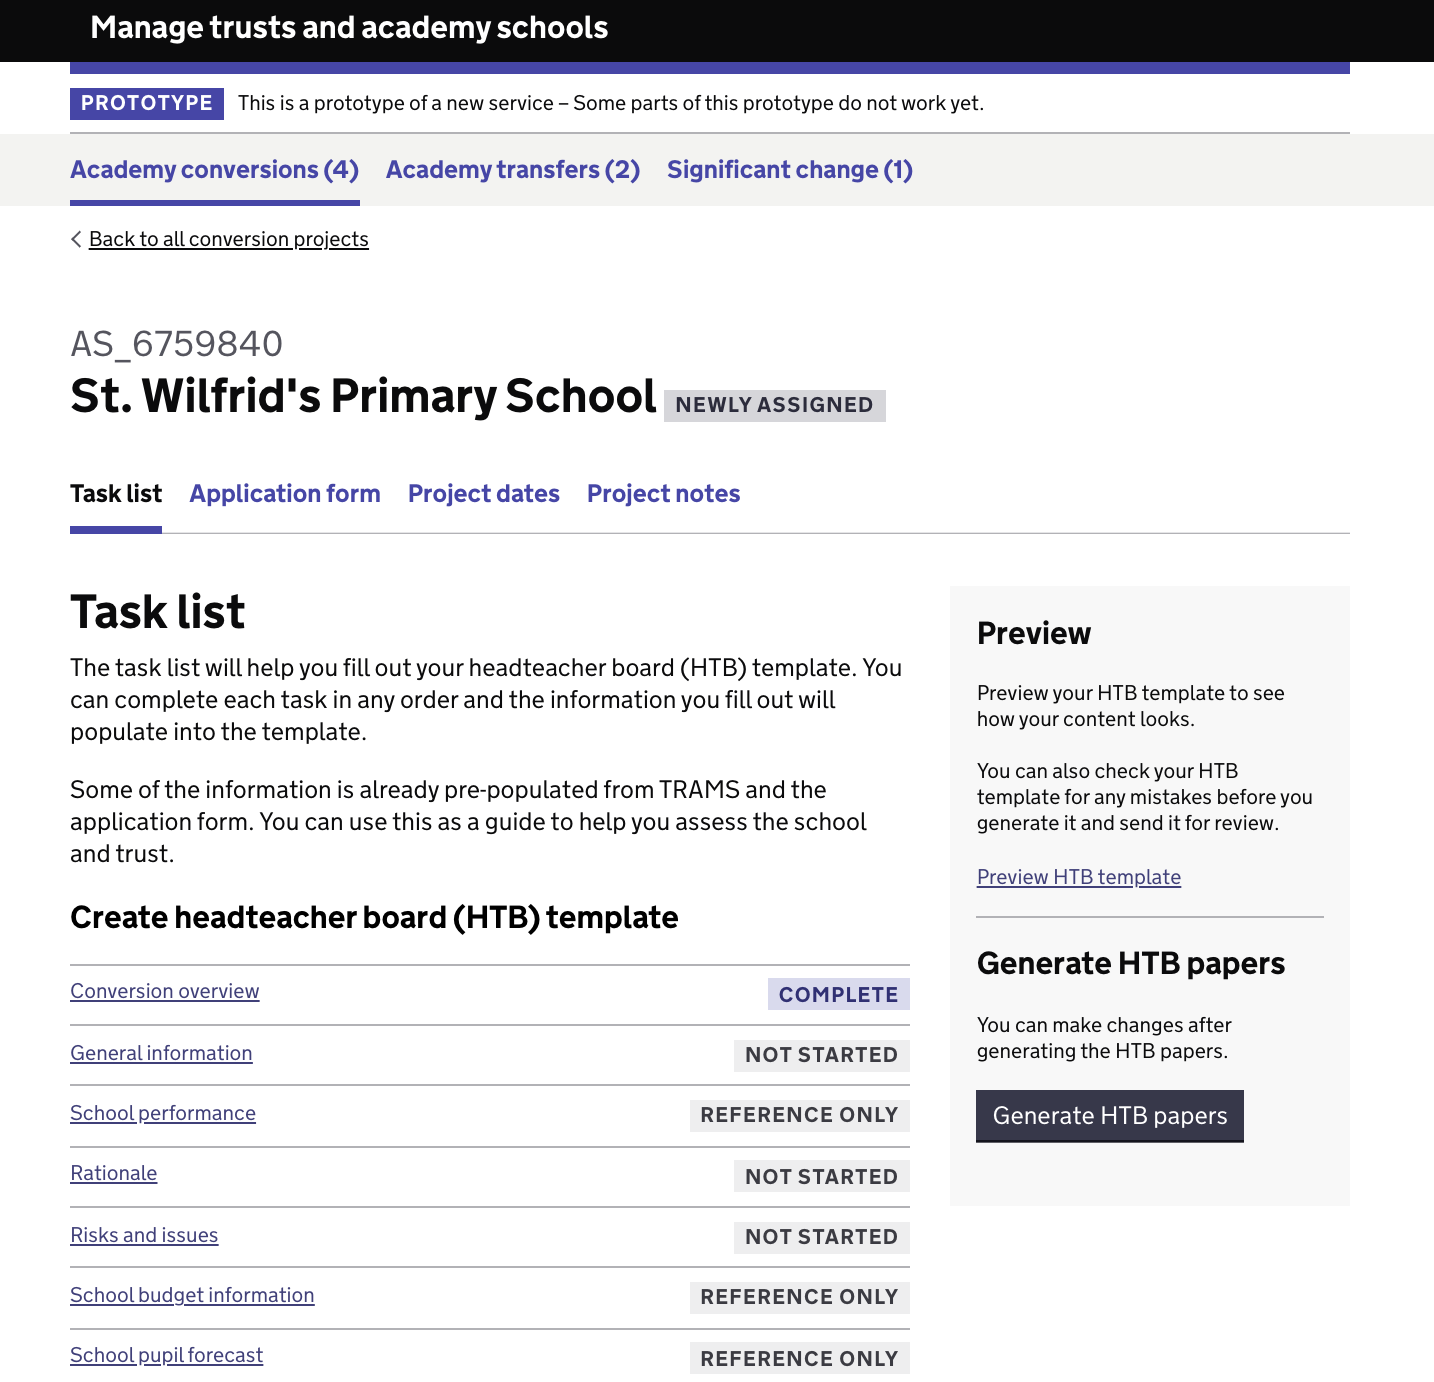 Manage trusts and academy schools
PROTOTYPE This is a prototype of a new service – Some parts of this prototype do not work yet.
Academy conversions (4) Academy transfers (2) Significant change (1)
Back to all conversion projects
AS_6759840
St. Wilfrid's Primary School NEWLY ASSIGNED
Task list Application form Project dates Project notes
Task list
The task list will help you fill out your headteacher board (HTB) template. You
can complete each task in any order and the information you fill out will
populate into the template.
Some of the information is already pre-populated from TRAMS and the
application form. You can use this as a guide to help you assess the school
and trust.
Create headteacher board (HTB) template
Conversion overview COMPLETE
General information NOT STARTED
School performance REFERENCE ONLY
Rationale NOT STARTED
Risks and issues NOT STARTED
School budget information REFERENCE ONLY
School pupil forecast REFERENCE ONLY
Preview
Preview your HTB template to see
how your content looks.
You can also check your HTB
template for any mistakes before you
generate it and send it for review.
Preview HTB template
Generate HTB papers
You can make changes after
generating the HTB papers.
Generate HTB papers